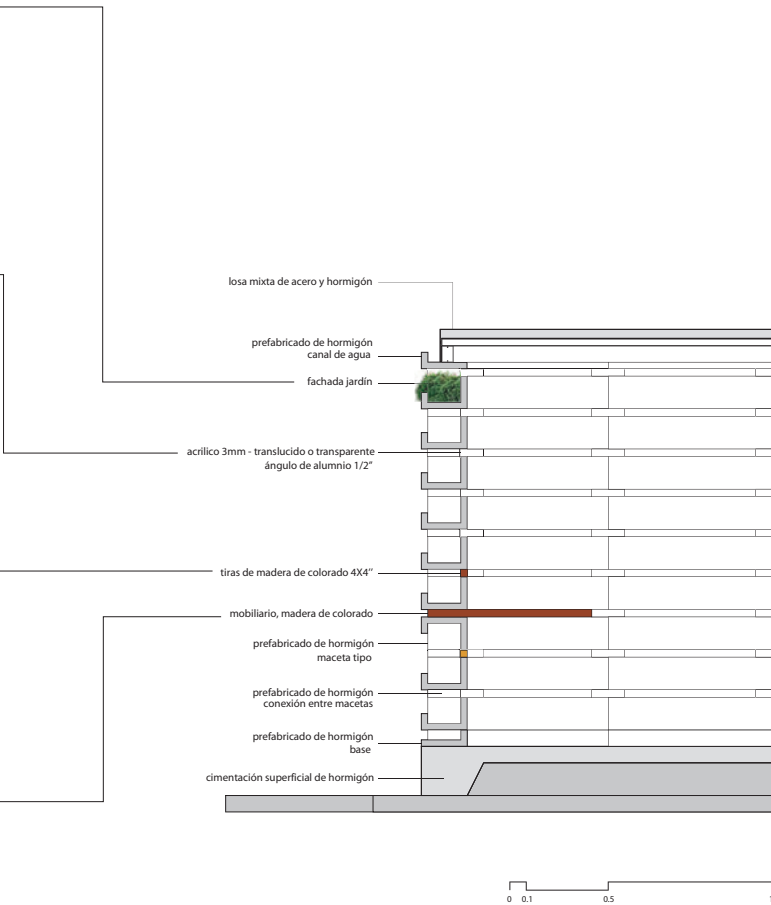 losa mixta de acero y hormigón
prefabricado de hormigón
canal de agua
fachada jardín
acrílico 3mm - translucido o transparente
ángulo de alumnio 1/2"
tiras de madera de colorado 4X4''
mobiliario, madera de colorado
prefabricado de hormigón
maceta tipo
prefabricado de hormigón
conexión entre macetas
prefabricado de hormigón
base
cimentación superficial de hormigón
0 0.1 0.5